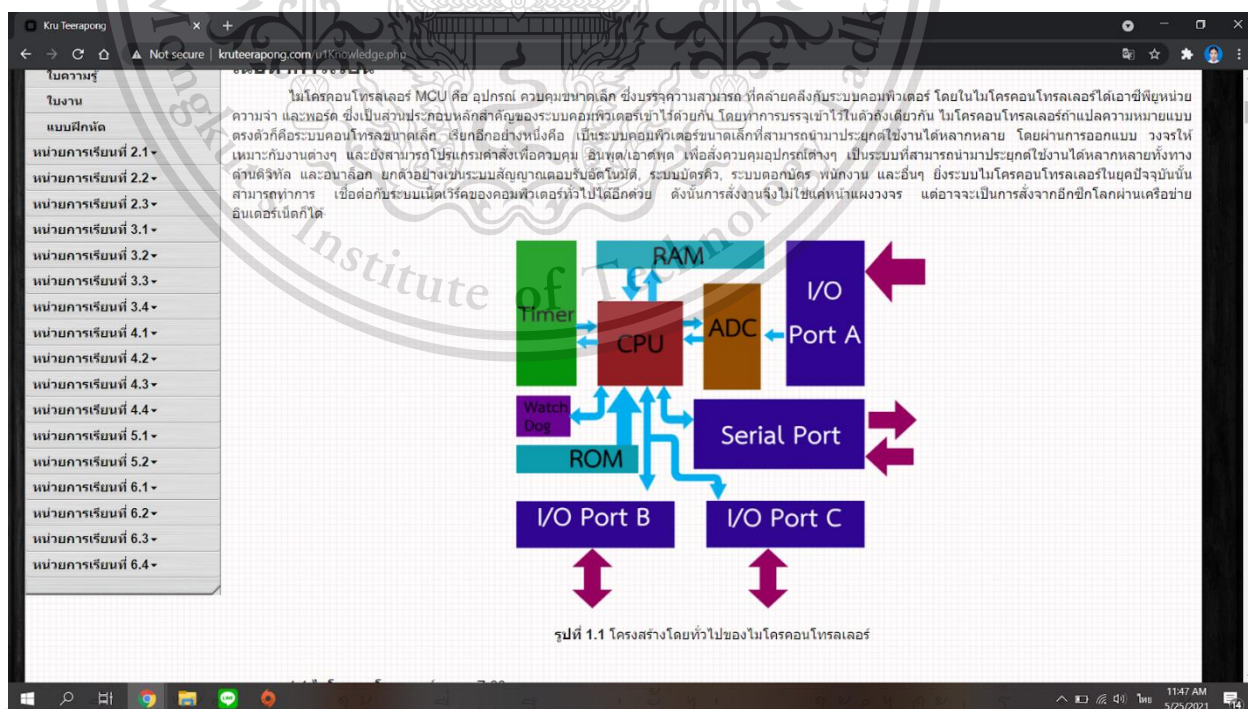 Kru Teerapong
Not secure | kruteerapong.com/u1Knowledge.php
ใบความรู้
ใบงาน
แบบฝึกหัด
หน่วยการเรียนที่ 2.1
หน่วยการเรียนที่ 2.2
หน่วยการเรียนที่ 2.3
หน่วยการเรียนที่ 3.1
หน่วยการเรียนที่ 3.2
หน่วยการเรียนที่ 3.3
หน่วยการเรียนที่ 3.4
หน่วยการเรียนที่ 4.1
หน่วยการเรียนที่ 4.2
หน่วยการเรียนที่ 4.3
หน่วยการเรียนที่ 4.4
หน่วยการเรียนที่ 5.1
หน่วยการเรียนที่ 5.2
หน่วยการเรียนที่ 6.1
หน่วยการเรียนที่ 6.2
หน่วยการเรียนที่ 6.3
หน่วยการเรียนที่ 6.4
ไมโครคอนโทรลเลอร์ MCU คือ อุปกรณ์ ควบคุมขนาดเล็ก ซึ่งบรรจุความสามารถ ที่คล้ายคลึงกับระบบคอมพิวเตอร์ โดยในไมโครคอนโทรลเลอร์ได้เอาซีพียูหน่วย
ความจำ และพอร์ต ซึ่งเป็นส่วนประกอบหลักสำคัญของระบบคอมพิวเตอร์เข้าไว้ด้วยกัน โดยทำการบรรจุเข้าไว้ในตัวถังเดียวกัน ไมโครคอนโทรลเลอร์ถ้าแปลความหมายแบบ
ตรงตัวก็คือระบบคอนโทรลขนาดเล็ก เรียกอีกอย่างหนึ่งคือ เป็นระบบคอมพิวเตอร์ขนาดเล็กที่สามารถนำมาประยุกต์ใช้งานได้หลากหลาย โดยผ่านการออกแบบ วงจรให้
เหมาะกับงานต่างๆ และยังสามารถโปรแกรมคำสั่งเพื่อควบคุม อินพุต/เอาต์พุต เพื่อสั่งควบคุมอุปกรณ์ต่างๆ เป็นระบบที่สามารถนำมาประยุกต์ใช้งานได้หลากหลายทั้งทาง
ด้านดิจิทัล และอนาล็อก ยกตัวอย่างเช่นระบบสัญญาณตอบรับอัตโนมัติ, ระบบบัตรคิว, ระบบตอกบัตร พนักงาน และอื่นๆ ยิ่งระบบไมโครคอนโทรลเลอร์ในยุคปัจจุบันนั้น
สามารถทำการ เชื่อต่อกับระบบเน็ตเวิร์คของคอมพิวเตอร์ทั่วไปได้อีกด้วย ดังนั้นการสั่งงานจึงไม่ใช่แค่หน้าแผงวงจร แต่อาจจะเป็นการสั่งจากอีกซีกโลกผ่านเครือข่าย
อินเตอร์เน็ตก็ได้
RAM
Timer
CPU
ADC
I/O
Port A
Watch
Dog
ROM
Serial Port
I/O Port B
I/O Port C
รูปที่ 1.1 โครงสร้างโดยทั่วไปของไมโครคอนโทรลเลอร์
Institute of Technology
ไทย
11:47 AM
5/25/2021
14